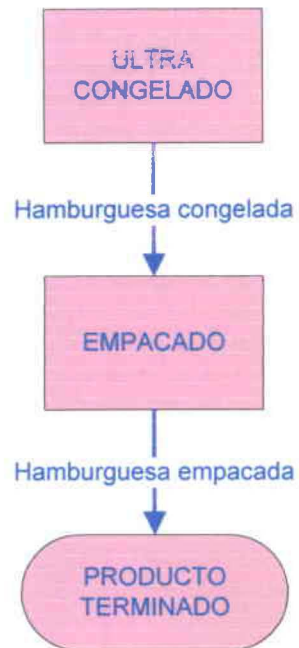 ULTRA
CONGELADO
Hamburguesa congelada
EMPACADO
Hamburguesa empacada
PRODUCTO
TERMINADO